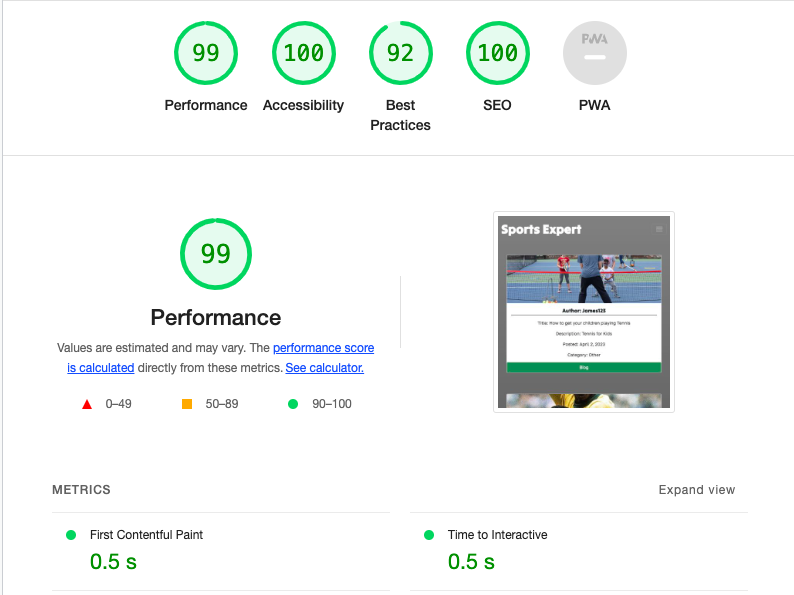 99
100
92
100
PWA
Performance
Accessibility
Best
Practices
SEO
PWA
99
Performance
Values are estimated and may vary. The performance score
is calculated directly from these metrics. See calculator.
0–49
50–89
90–100
Sports Expert
Author: James123
Title: How to get your children playing Tennis
Description: Tennis for Kids
Posted: April 2, 2023
Category: Other
Blog
METRICS
Expand view
First Contentful Paint
0.5 s
Time to Interactive
0.5 s